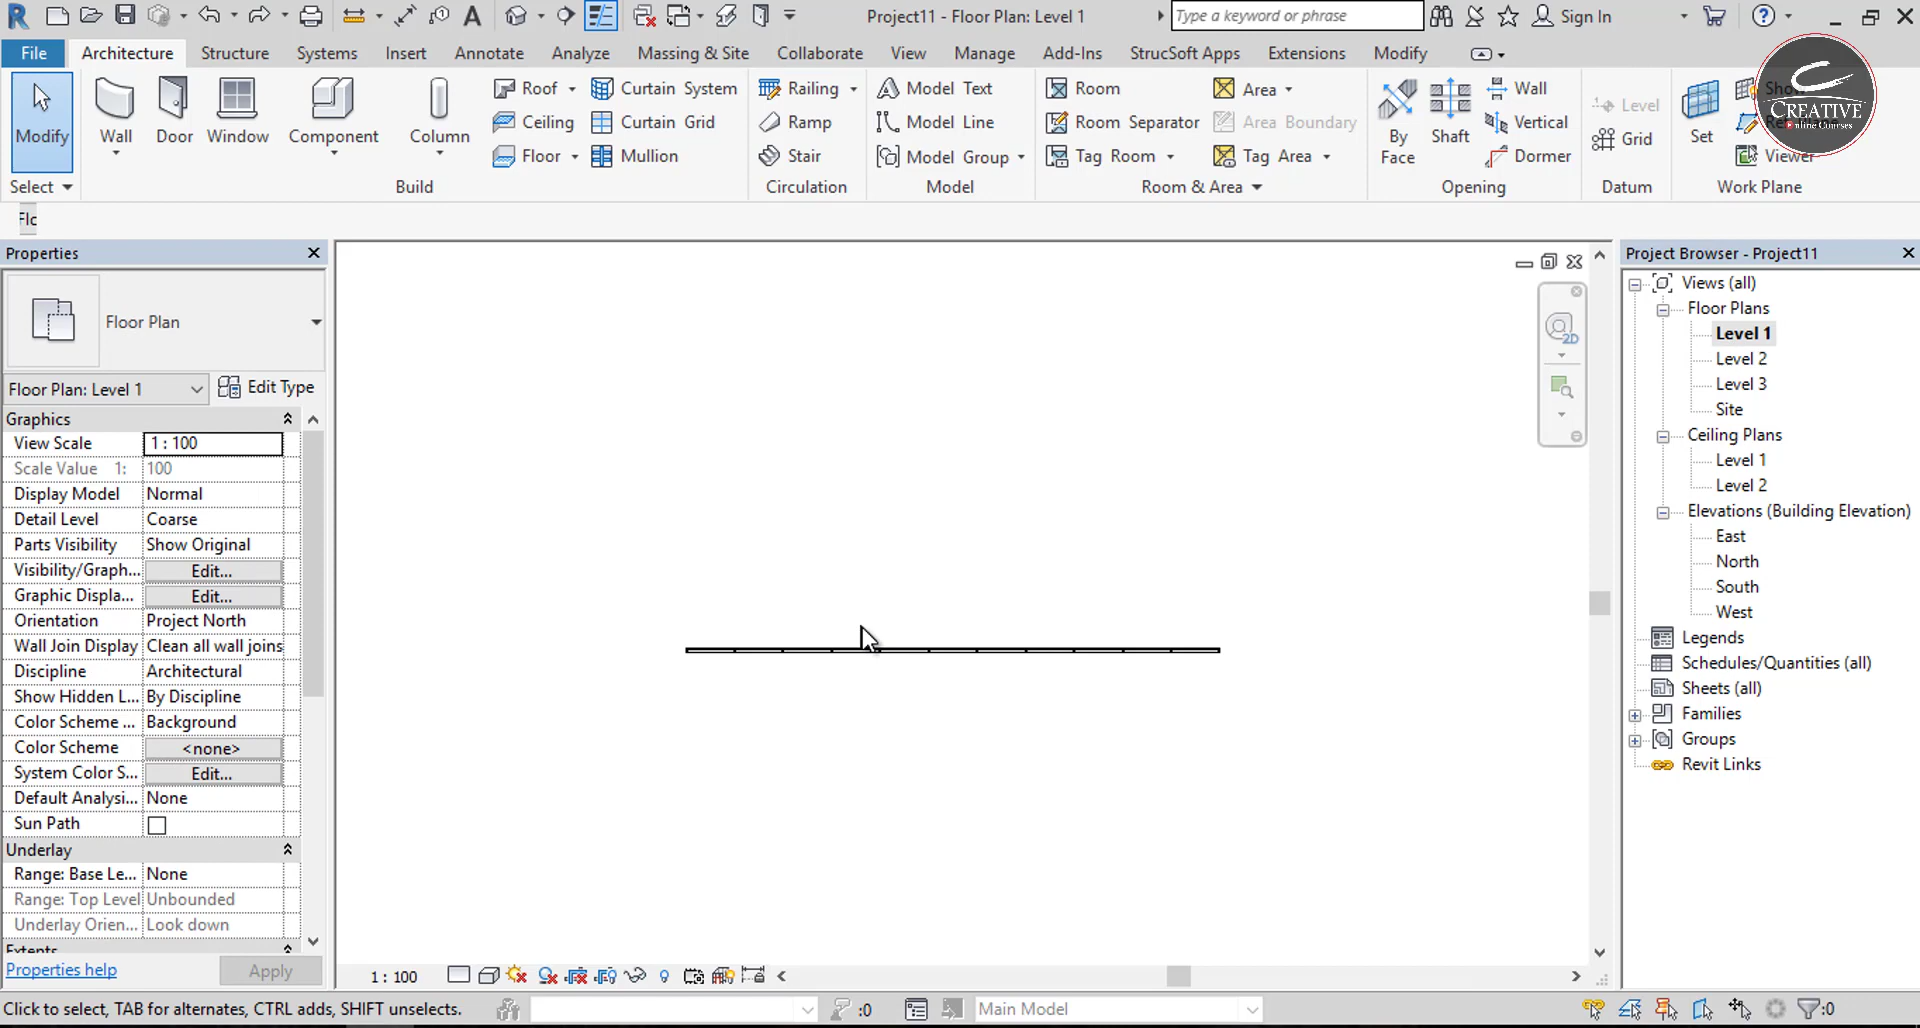 Project11 - Floor Plan: Level 1
Type a keyword or phrase
Sign In
File
Architecture
Structure
Systems
Insert
Annotate
Analyze
Massing & Site
Collaborate
View
Manage
Add-Ins
StrucSoft Apps
Extensions
Modify
Modify
Wall
Door
Window
Component
Column
Roof
Ceiling
Floor
Curtain System
Curtain Grid
Mullion
Railing
Ramp
Stair
Model Text
Model Line
Model Group
Room
Room Separator
Tag Room
Area
Area Boundary
Tag Area
By Face
Shaft
Wall
Vertical
Dormer
Level
Grid
Set
Viewer
CREATIVE
Online Courses
Select
Build
Circulation
Model
Room & Area
Opening
Datum
Work Plane
Properties
Floor Plan
Floor Plan: Level 1
Edit Type
Graphics
View Scale 1 : 100
Scale Value 1: 100
Display Model Normal
Detail Level Coarse
Parts Visibility Show Original
Visibility/Graph... Edit...
Graphic Displa... Edit...
Orientation Project North
Wall Join Display Clean all wall joins
Discipline Architectural
Show Hidden L... By Discipline
Color Scheme ... Background
Color Scheme <none>
System Color S... Edit...
Default Analysi... None
Sun Path
Underlay
Range: Base Le... None
Range: Top Level Unbounded
Underlay Orien... Look down
Extents
Properties help
Apply
2D
1 : 100
Project Browser - Project11
Views (all)
Floor Plans
Level 1
Level 2
Level 3
Site
Ceiling Plans
Level 1
Level 2
Elevations (Building Elevation)
East
North
South
West
Legends
Schedules/Quantities (all)
Sheets (all)
Families
Groups
Revit Links
Click to select, TAB for alternates, CTRL adds, SHIFT unselects.
:0
Main Model
:0